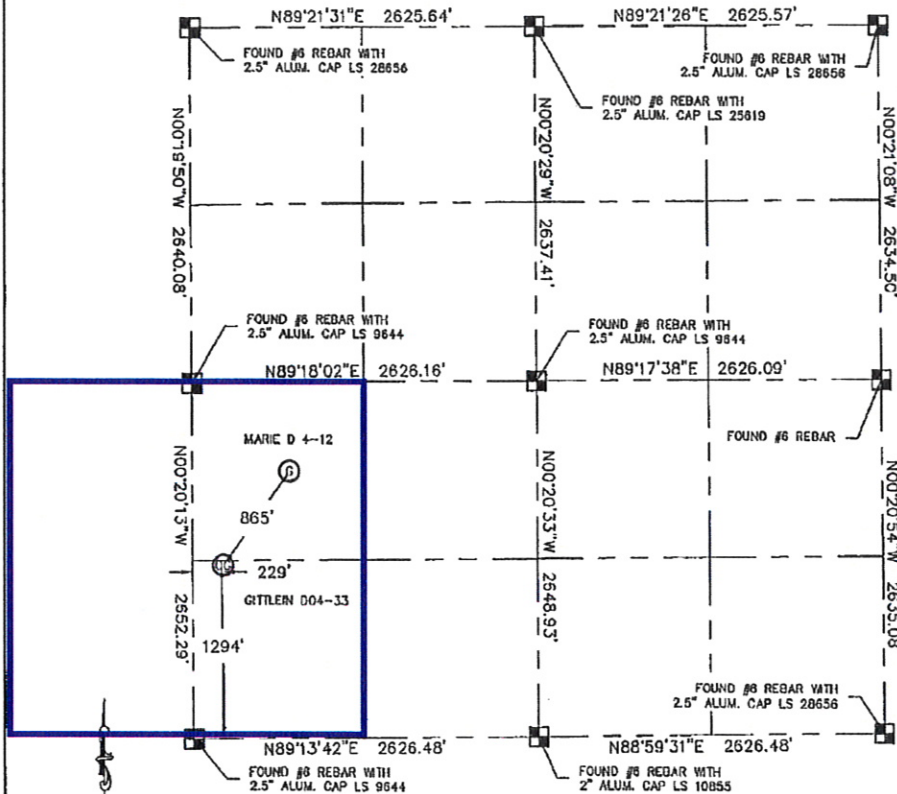 N89°21'31"E 2625.64'
N89°21'26"E 2625.57'
FOUND #6 REBAR WITH
2.5" ALUM. CAP LS 28656
FOUND #6 REBAR WITH
2.5" ALUM. CAP LS 25619
FOUND #6 REBAR WITH
2.5" ALUM. CAP LS 28656
N00°19'50"W 2640.08'
N00°20'29"W 2637.41'
N00°21'08"W 2634.50'
FOUND #6 REBAR WITH
2.5" ALUM. CAP LS 9644
FOUND #6 REBAR WITH
2.5" ALUM. CAP LS 9644
N89°18'02"E 2626.16'
N89°17'38"E 2626.09'
FOUND #6 REBAR
MARIE D 4-12
G
865'
229'
GITTLEIN D04-33
1294'
N00°20'13"W 2652.29'
N00°20'33"W 2648.93'
N00°20'54"W 2635.08'
FOUND #6 REBAR WITH
2.5" ALUM. CAP LS 28656
N89°13'42"E 2626.48'
N88°59'31"E 2626.48'
FOUND #6 REBAR WITH
2.5" ALUM. CAP LS 9644
FOUND #6 REBAR WITH
2" ALUM. CAP LS 10855